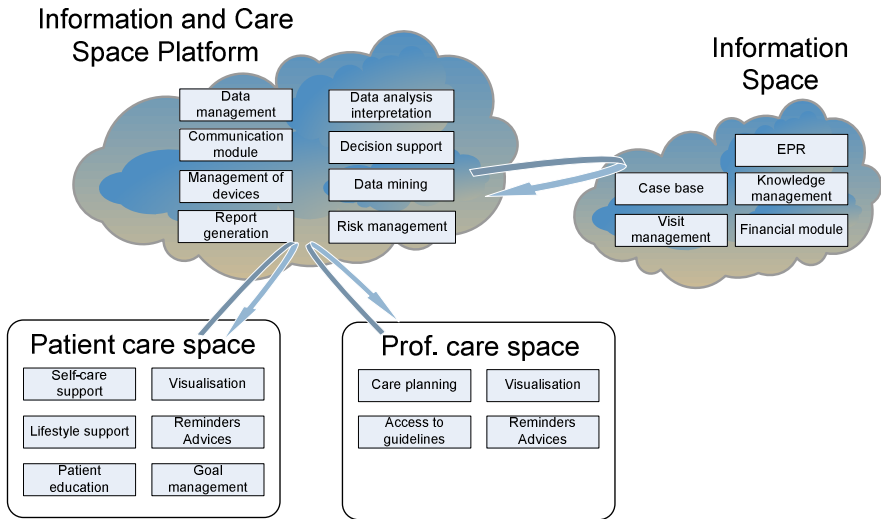 Information and Care
Space Platform
Data
management
Data analysis
interpretation
Communication
module
Decision support
Management of
devices
Data mining
Report
generation
Risk management
Information
Space
EPR
Case base
Knowledge
management
Visit
management
Financial module
Patient care space
Self-care
support
Visualisation
Lifestyle support
Reminders
Advices
Patient
education
Goal
management
Prof. care space
Care planning
Visualisation
Access to
guidelines
Reminders
Advices